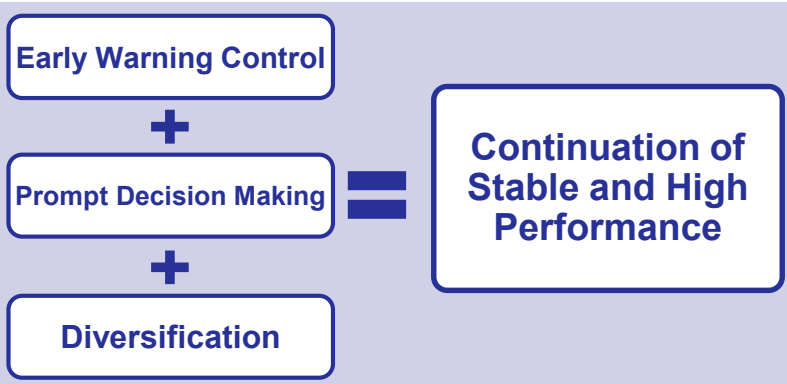 Early Warning Control
+
Prompt Decision Making
+
Diversification
=
Continuation of
Stable and High
Performance